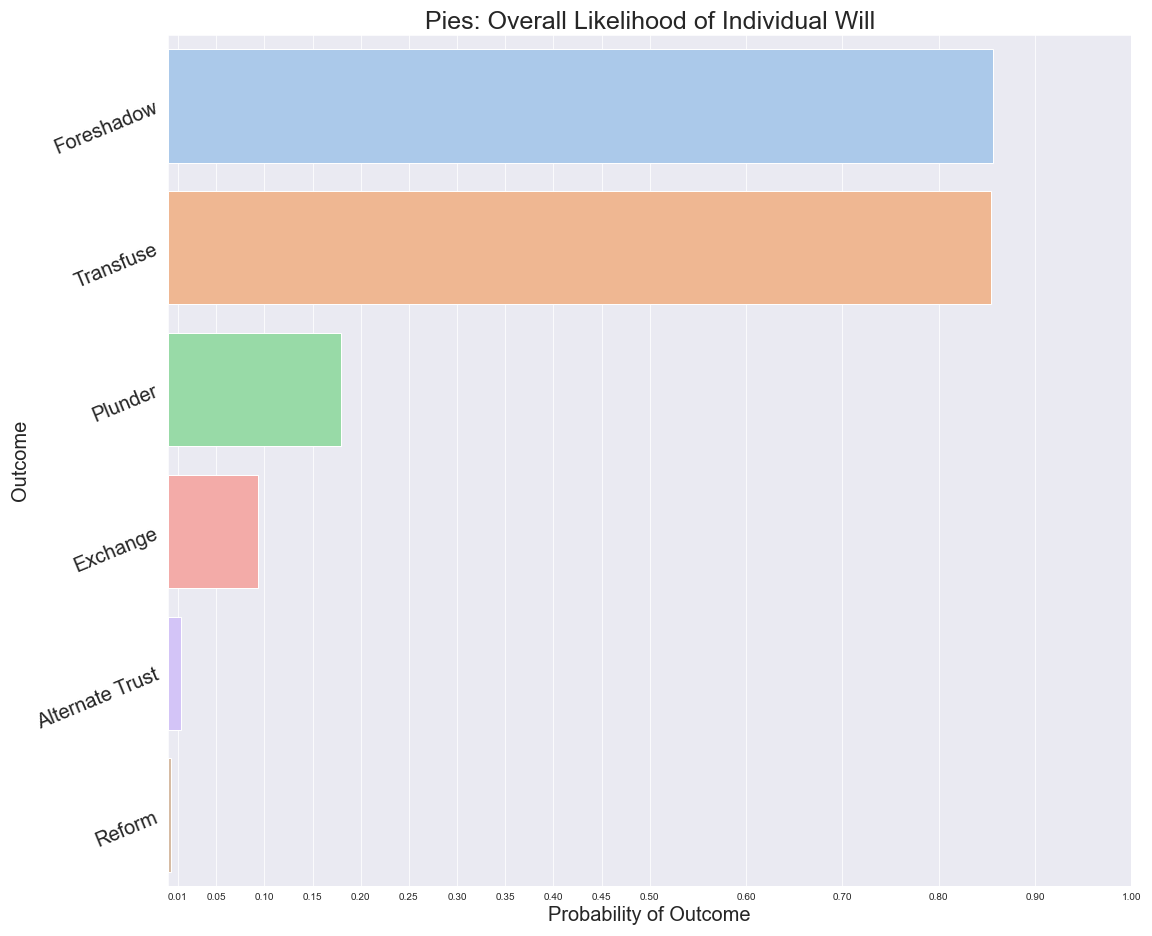 Pies: Overall Likelihood of Individual Will
Foreshadow
Transfuse
Plunder
Exchange
Alternate Trust
Reform
Outcome
0.01 0.05 0.10 0.15 0.20 0.25 0.30 0.35 0.40 0.45 0.50 0.60 0.70 0.80 0.90 1.00
Probability of Outcome